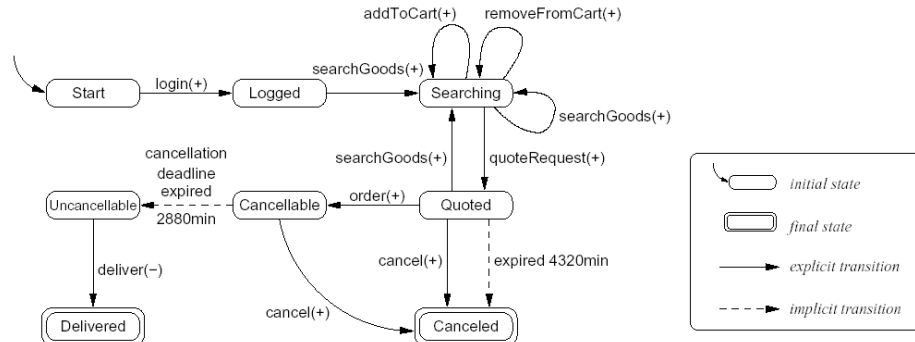 addToCart(+)
removeFromCart(+)
searchGoods(+)
login(+)
Start
Logged
Searching
searchGoods(+)
cancellation
deadline
expired
2880min
searchGoods(+)
quoteRequest(+)
order(+)
Uncancellable
Cancellable
Quoted
deliver(−)
cancel(+)
expired 4320min
cancel(+)
Delivered
Canceled
initial state
final state
explicit transition
implicit transition